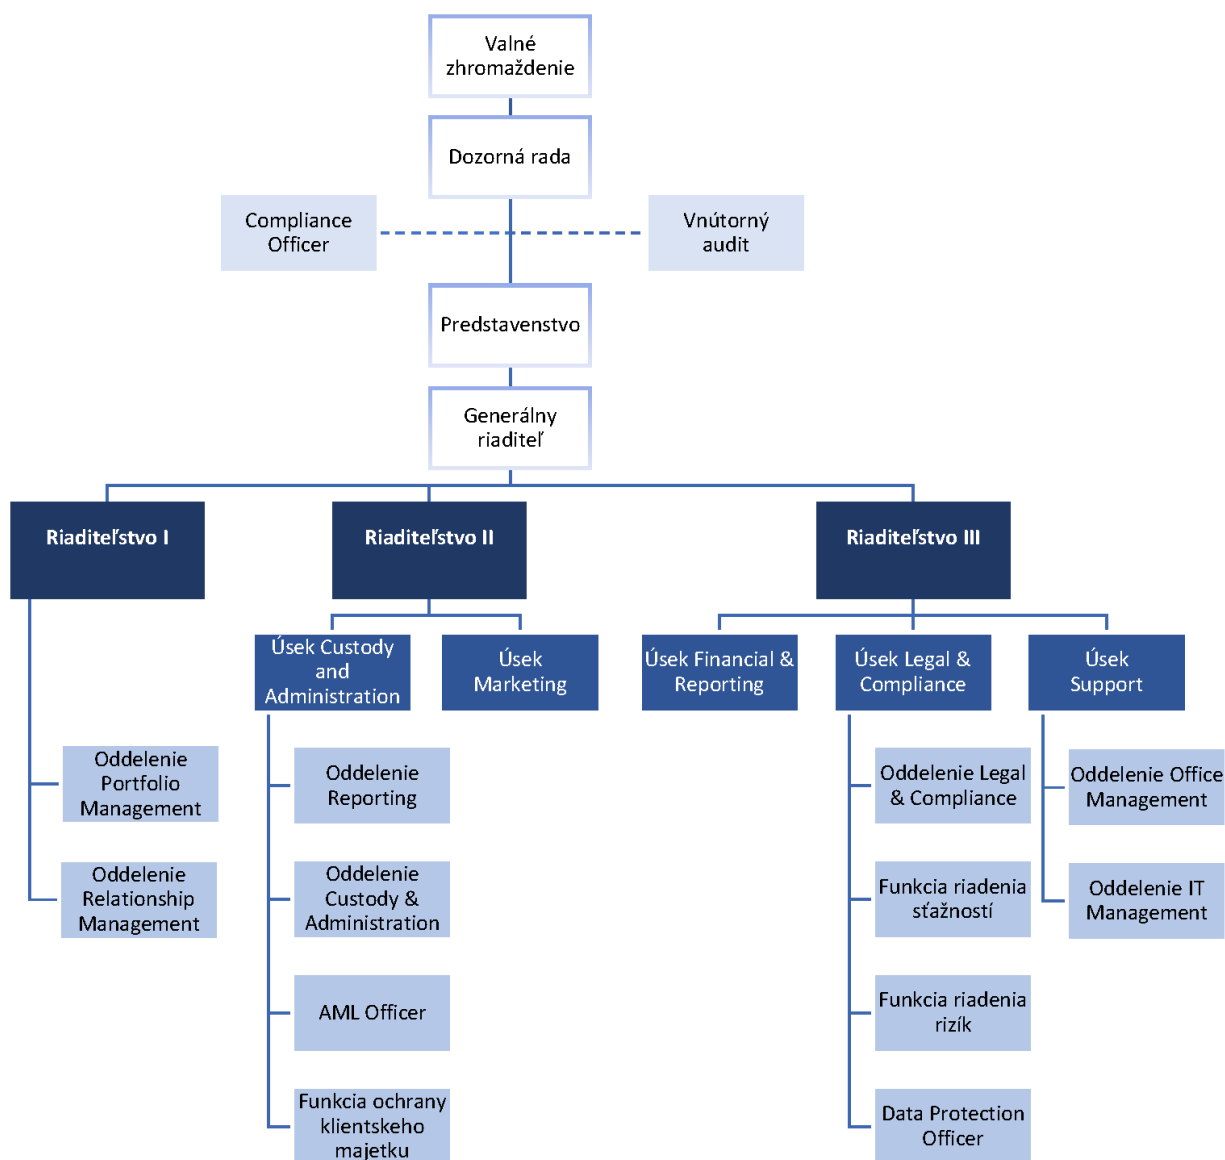 Valné
zhromaždenie
Dozorná rada
Compliance
Officer
Vnútorný
audit
Predstavenstvo
Generálny
riaditeľ
Riaditeľstvo I
Riaditeľstvo II
Riaditeľstvo III
Úsek Custody
and
Administration
Úsek
Marketing
Úsek Financial &
Reporting
Úsek Legal &
Compliance
Úsek
Support
Oddelenie
Portfolio
Management
Oddelenie
Relationship
Management
Oddelenie
Reporting
Oddelenie
Custody &
Administration
AML Officer
Funkcia ochrany
klientskeho
majetku
Oddelenie Legal
& Compliance
Funkcia riadenia
sťažností
Funkcia riadenia
rizík
Data Protection
Officer
Oddelenie Office
Management
Oddelenie IT
Management